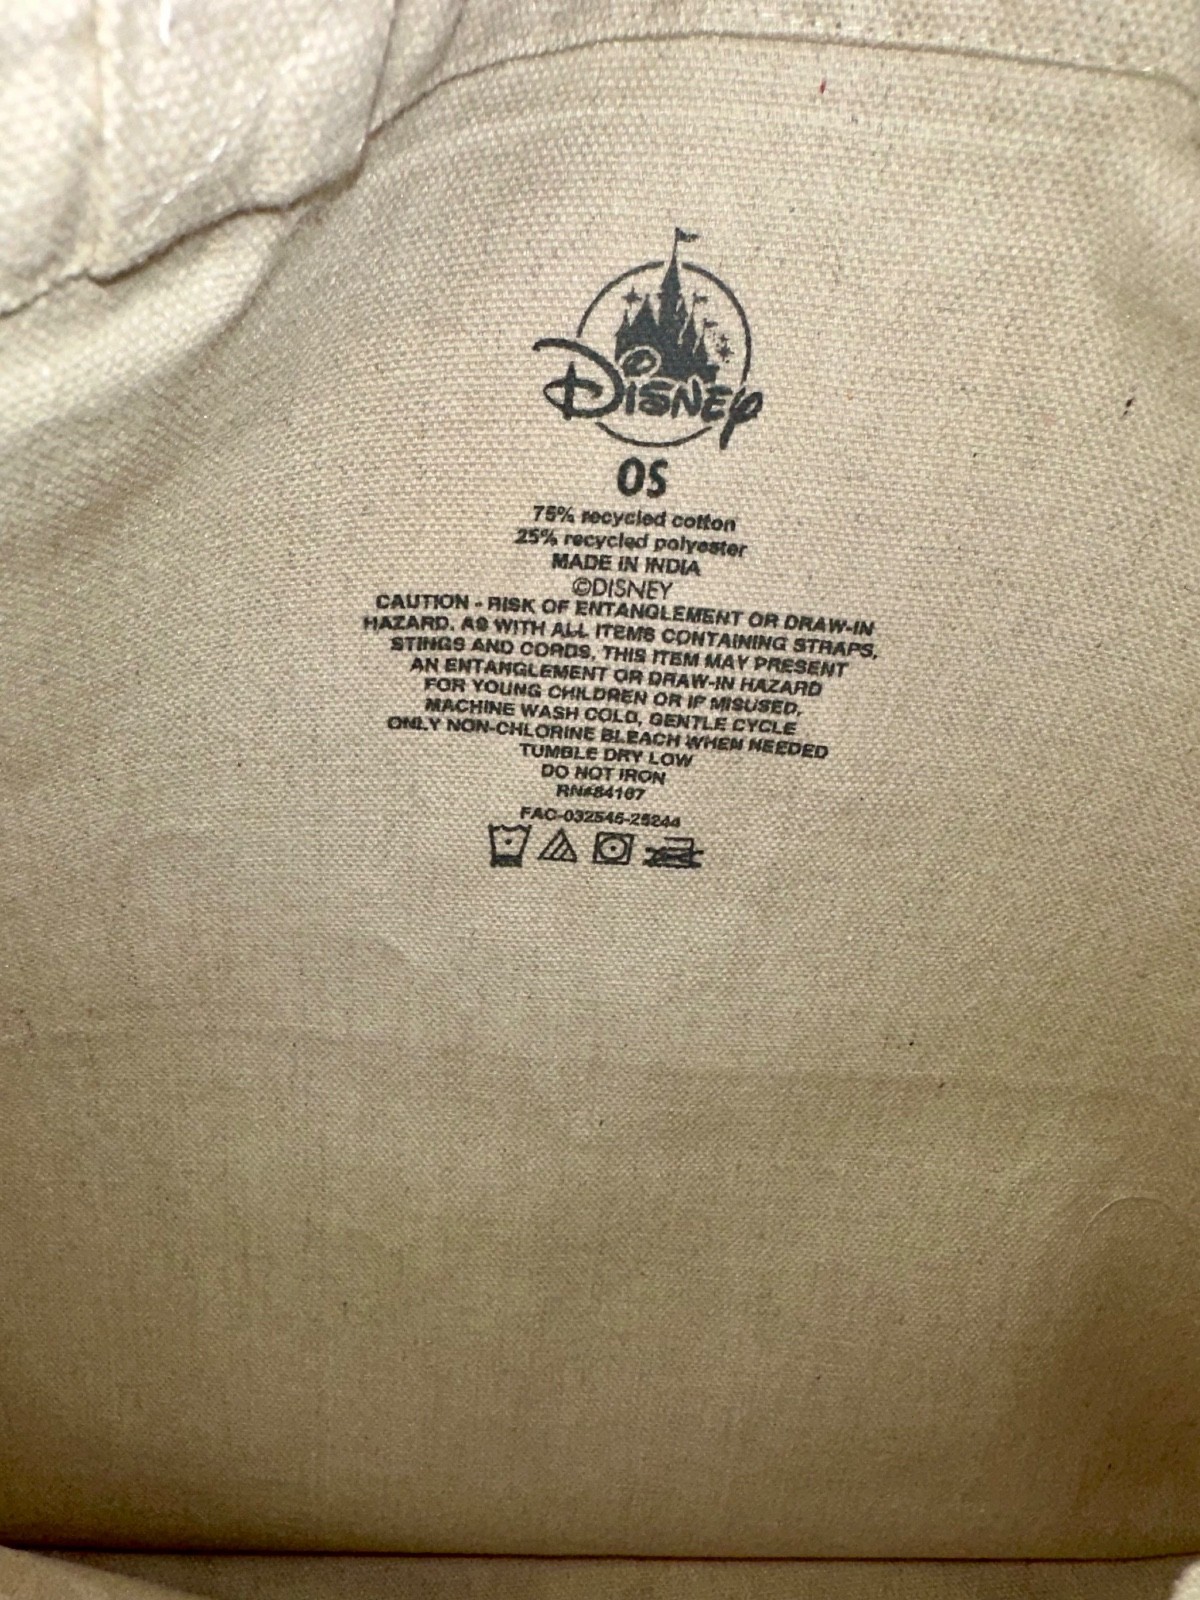 Disney
OS
75% recycled cotton
25% recycled polyester
MADE IN INDIA
©DISNEY
CAUTION - RISK OF ENTANGLEMENT OR DRAW-IN
HAZARD. AS WITH ALL ITEMS CONTAINING STRAPS,
STINGS AND CORDS, THIS ITEM MAY PRESENT
AN ENTANGLEMENT OR DRAW-IN HAZARD
FOR YOUNG CHILDREN OR IF MISUSED.
MACHINE WASH COLD, GENTLE CYCLE
ONLY NON-CHLORINE BLEACH WHEN NEEDED
TUMBLE DRY LOW
DO NOT IRON
RN#84167
FAC-032545-25244